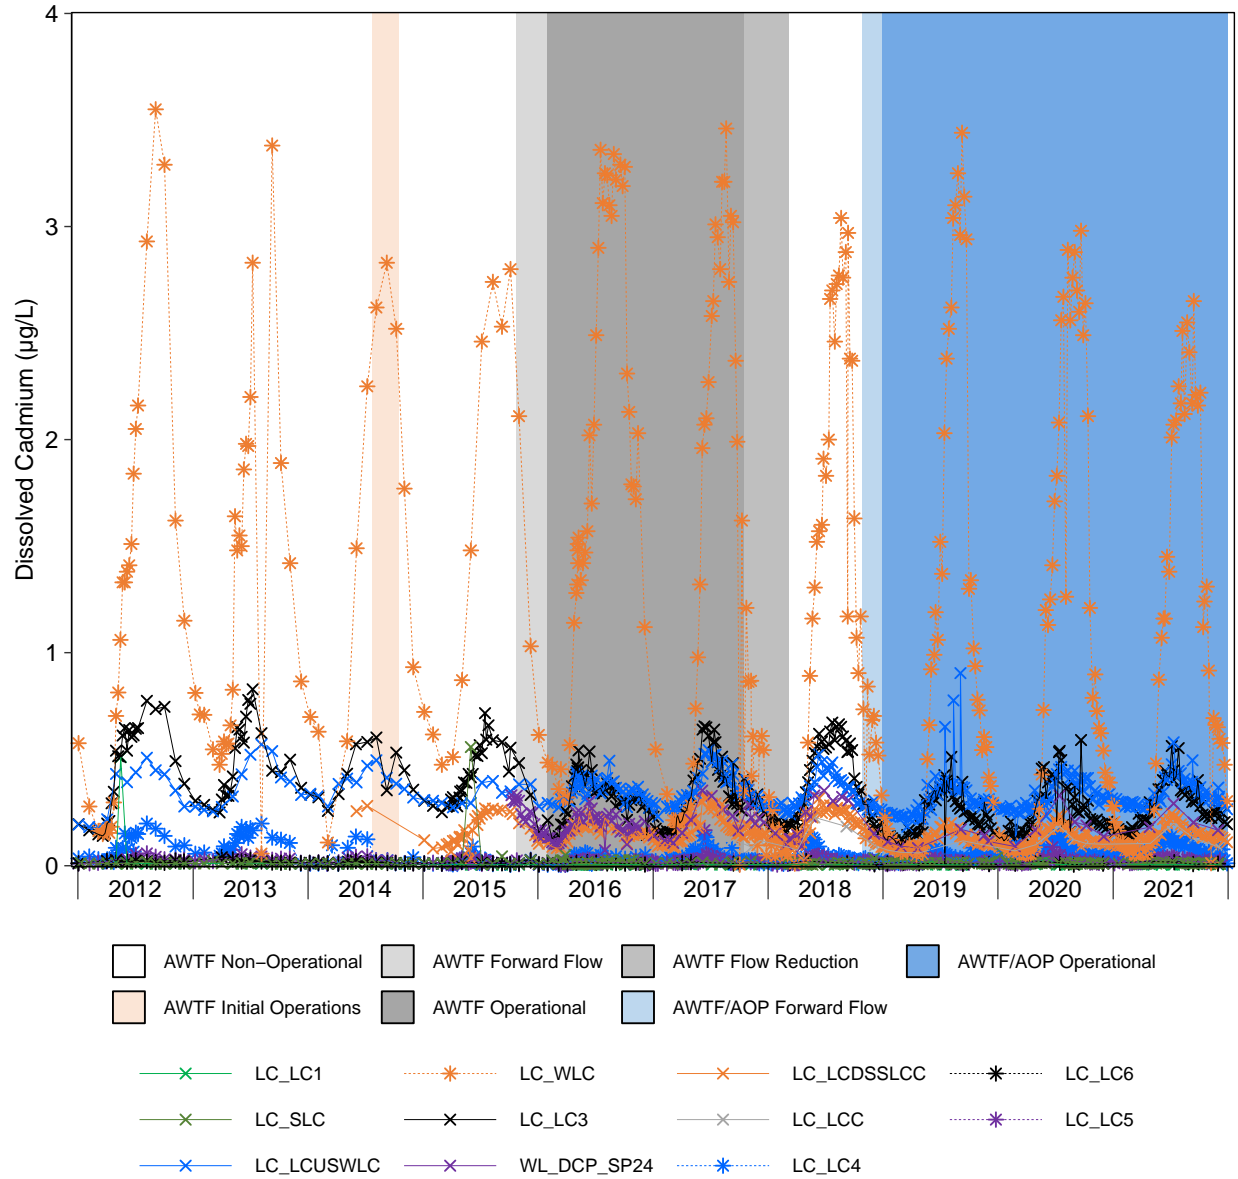 4
3
2
1
0
Dissolved Cadmium (µg/L)
2012 2013 2014 2015 2016 2017 2018 2019 2020 2021
AWTF Non−Operational AWTF Forward Flow AWTF Flow Reduction AWTF/AOP Operational
AWTF Initial Operations AWTF Operational AWTF/AOP Forward Flow
LC_LC1 LC_WLC LC_LCDSSLCC LC_LC6
LC_SLC LC_LC3 LC_LCC LC_LC5
LC_LCUSWLC WL_DCP_SP24 LC_LC4